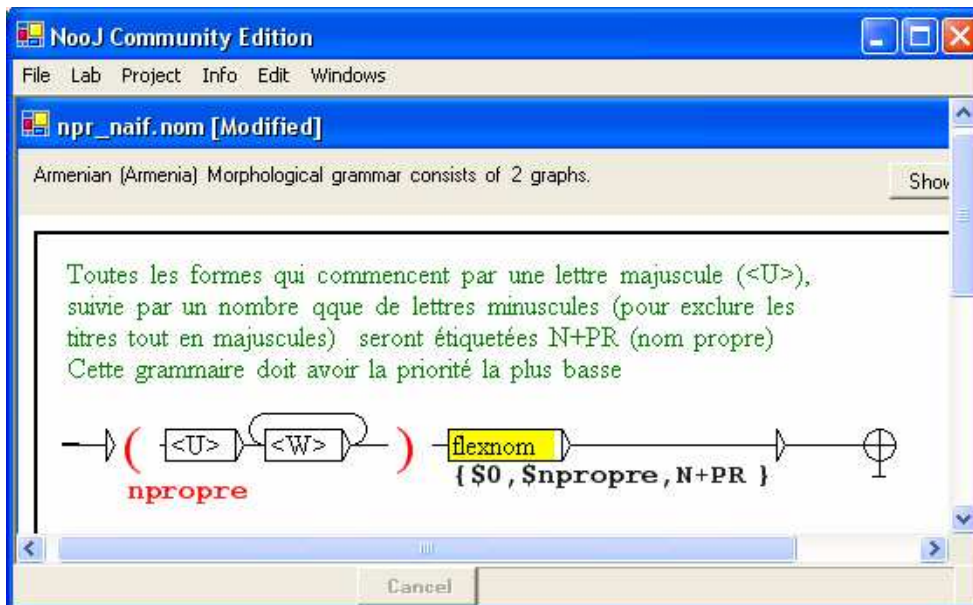 NooJ Community Edition
File Lab Project Info Edit Windows
npr_naif.nom [Modified]
Armenian (Armenia) Morphological grammar consists of 2 graphs.
Show
Toutes les formes qui commencent par une lettre majuscule (<U>),
suivie par un nombre qque de lettres minuscules (pour exclure les
titres tout en majuscules) seront étiquetées N+PR (nom propre)
Cette grammaire doit avoir la priorité la plus basse
( <U> <W> ) flexnom
npropre {$0,$npropre,N+PR }
Cancel